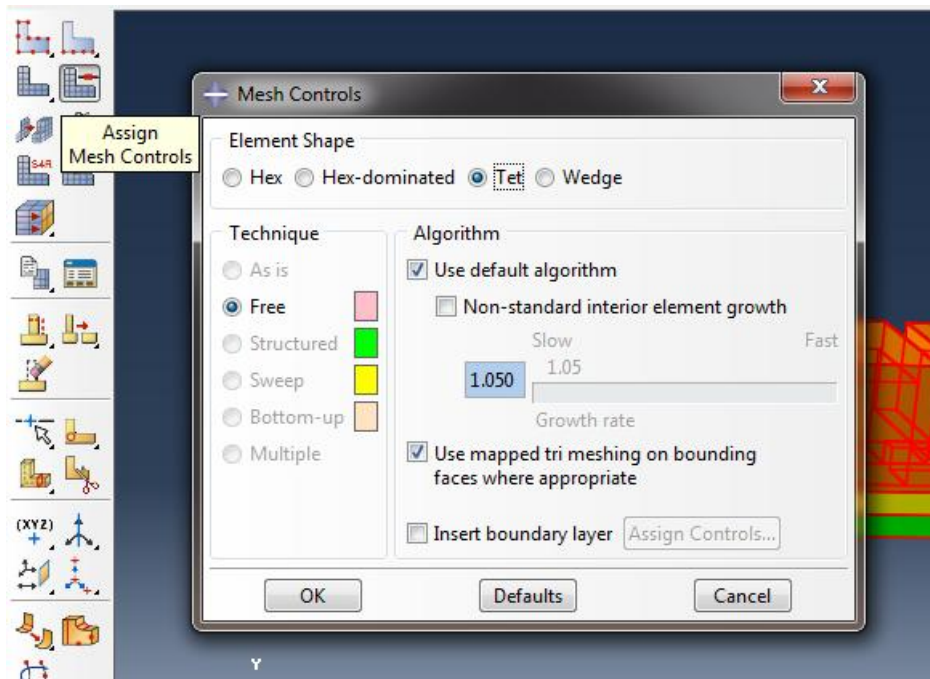 Mesh Controls
Assign
Mesh Controls
S4R
Element Shape
Hex Hex-dominated Tet Wedge
Technique
As is
Free
Structured
Sweep
Bottom-up
Multiple
Algorithm
Use default algorithm
Non-standard interior element growth
Slow Fast
1.050 1.05
Growth rate
Use mapped tri meshing on bounding
faces where appropriate
Insert boundary layer Assign Controls...
OK Defaults Cancel
(XYZ)
Y